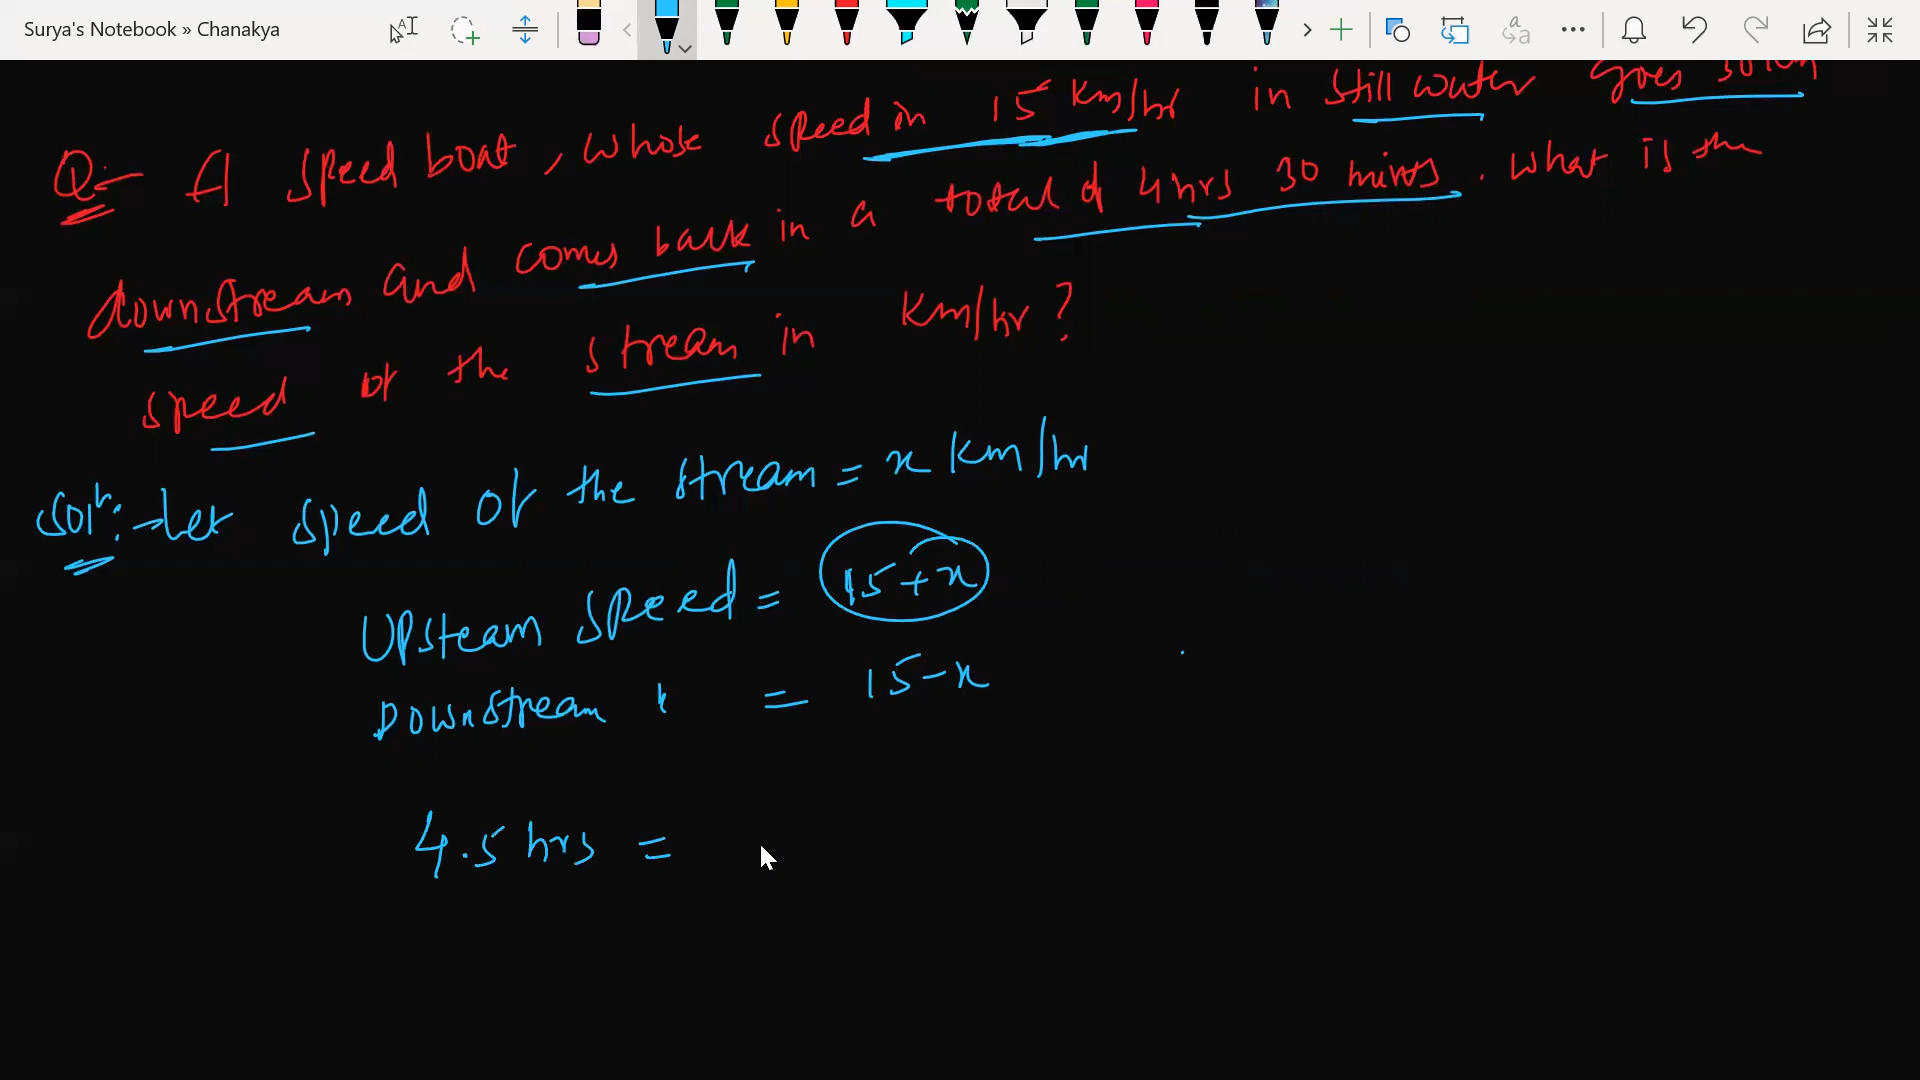 Surya's Notebook » Chanakya
Q:- A speed boat, whose speed in 15 Km/hr in still water goes 30 km
downstream and comes back in a total of 4 hrs 30 mints. what is the
speed of the stream in Km/hr?
Solⁿ:- Let speed of the stream = x Km/hr
UPsteam speed = 15+x
Downstream " = 15-x
4.5 hrs =